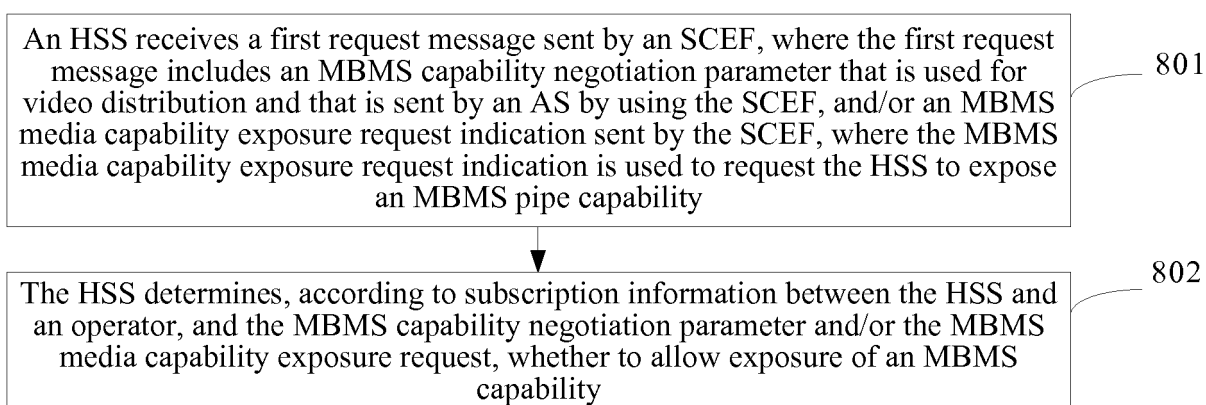 An HSS receives a first request message sent by an SCEF, where the first request
message includes an MBMS capability negotiation parameter that is used for
video distribution and that is sent by an AS by using the SCEF, and/or an MBMS
media capability exposure request indication sent by the SCEF, where the MBMS
media capability exposure request indication is used to request the HSS to expose
an MBMS pipe capability
801
The HSS determines, according to subscription information between the HSS and
an operator, and the MBMS capability negotiation parameter and/or the MBMS
media capability exposure request, whether to allow exposure of an MBMS
capability
802